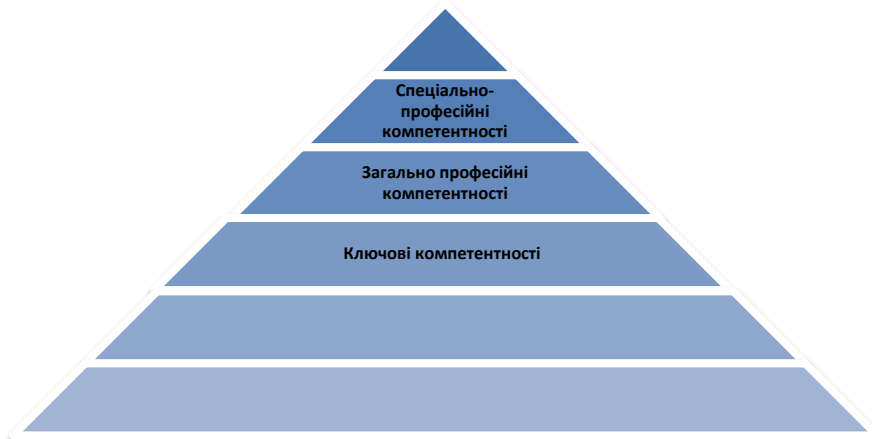 Спеціально-
професійні
компетентності
Загально професійні
компетентності
Ключові компетентності